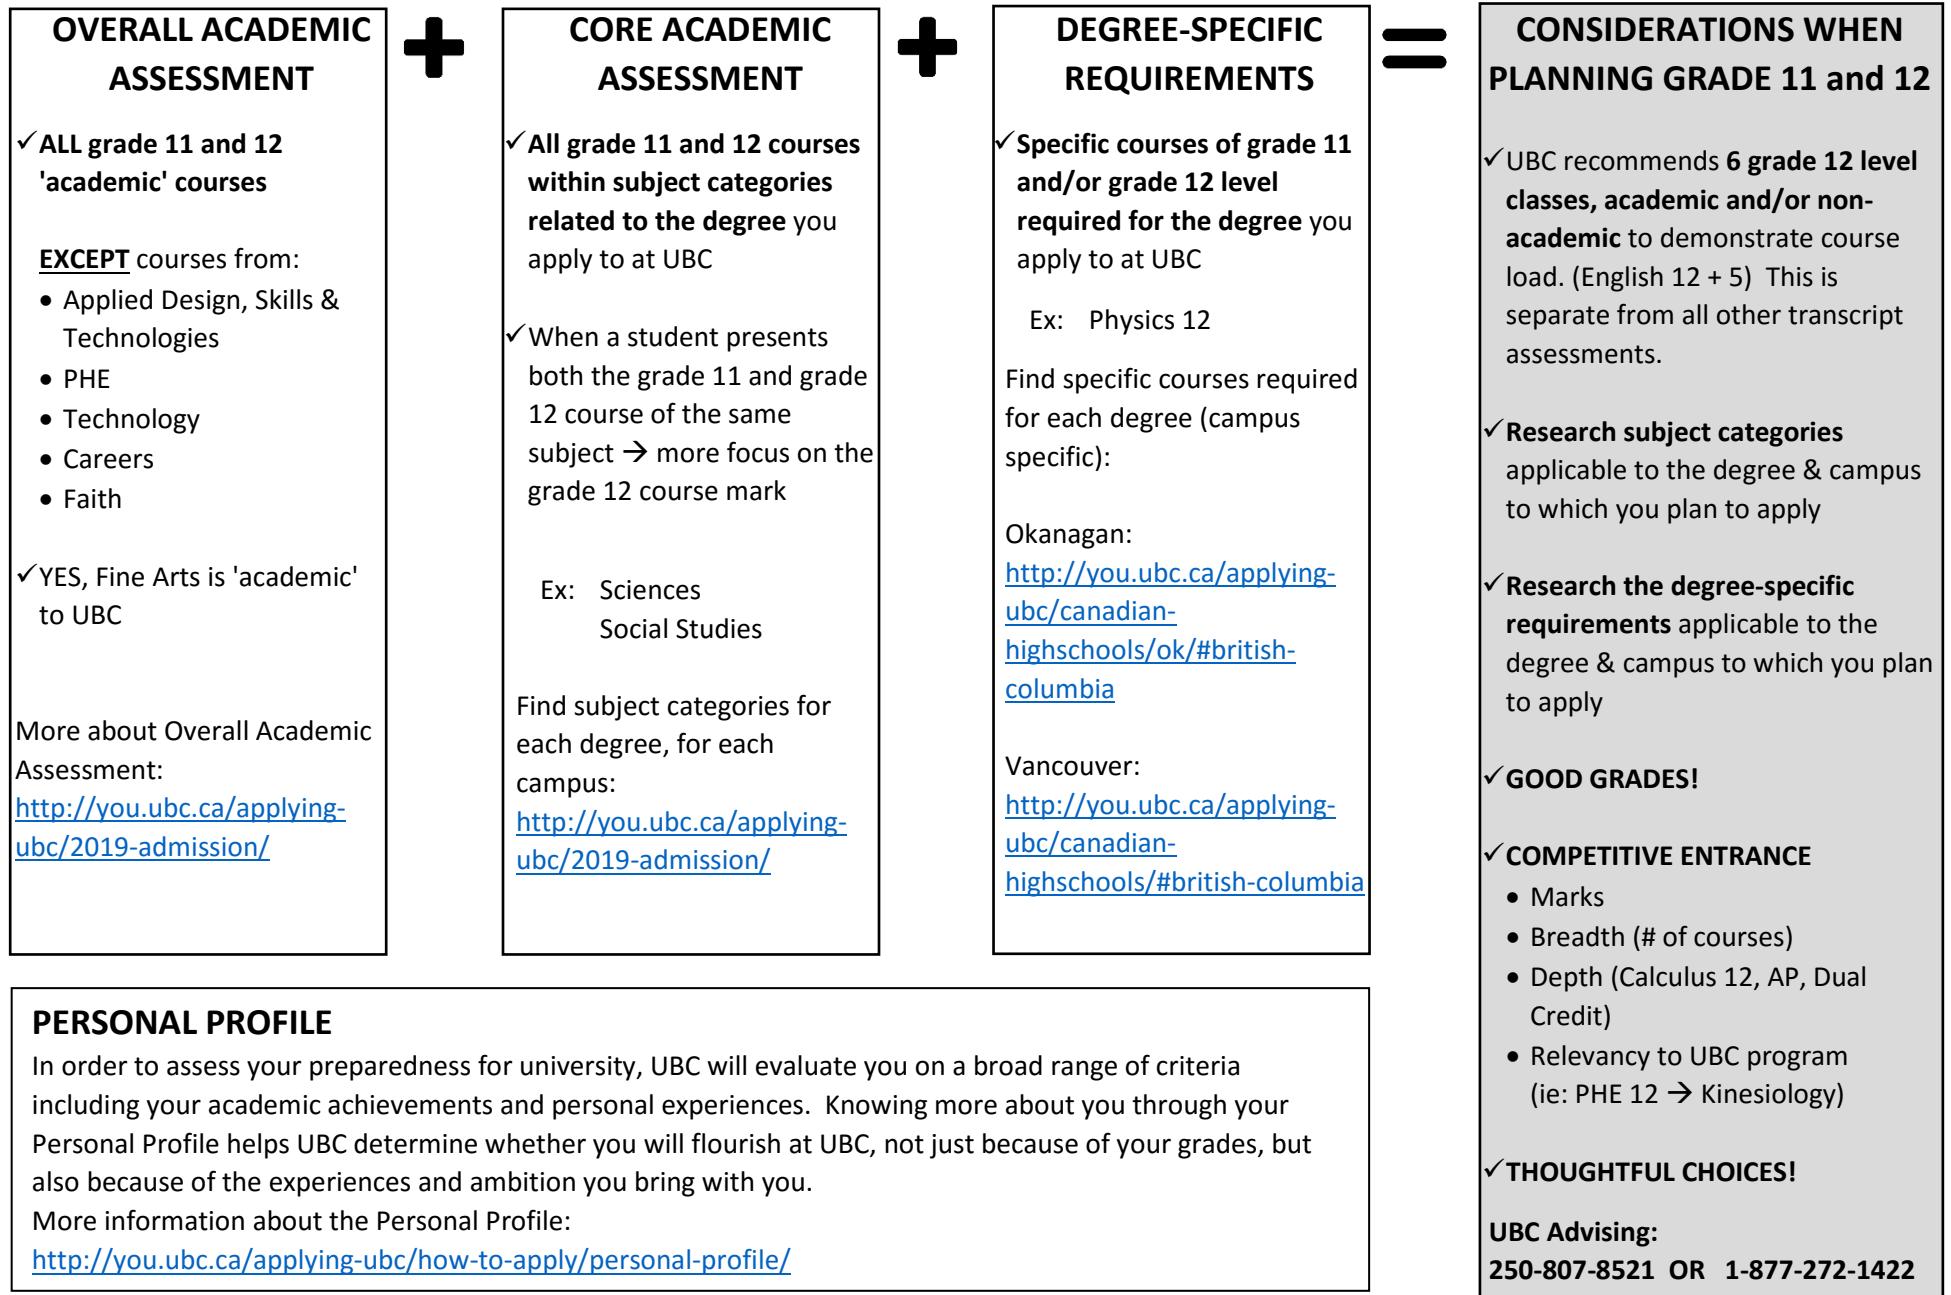 OVERALL ACADEMIC
ASSESSMENT
✓ALL grade 11 and 12
'academic' courses
EXCEPT courses from:
• Applied Design, Skills &
Technologies
• PHE
• Technology
• Careers
• Faith
✓YES, Fine Arts is 'academic'
to UBC
More about Overall Academic
Assessment:
http://you.ubc.ca/applying-
ubc/2019-admission/
+
CORE ACADEMIC
ASSESSMENT
✓All grade 11 and 12 courses
within subject categories
related to the degree you
apply to at UBC
✓When a student presents
both the grade 11 and grade
12 course of the same
subject → more focus on the
grade 12 course mark
Ex: Sciences
Social Studies
Find subject categories for
each degree, for each
campus:
http://you.ubc.ca/applying-
ubc/2019-admission/
+
DEGREE-SPECIFIC
REQUIREMENTS
✓Specific courses of grade 11
and/or grade 12 level
required for the degree you
apply to at UBC
Ex: Physics 12
Find specific courses required
for each degree (campus
specific):
Okanagan:
http://you.ubc.ca/applying-
ubc/canadian-
highschools/ok/#british-
columbia
Vancouver:
http://you.ubc.ca/applying-
ubc/canadian-
highschools/#british-columbia
=
CONSIDERATIONS WHEN
PLANNING GRADE 11 and 12
✓UBC recommends 6 grade 12 level
classes, academic and/or non-
academic to demonstrate course
load. (English 12 + 5) This is
separate from all other transcript
assessments.
✓Research subject categories
applicable to the degree & campus
to which you plan to apply
✓Research the degree-specific
requirements applicable to the
degree & campus to which you plan
to apply
✓GOOD GRADES!
✓COMPETITIVE ENTRANCE
• Marks
• Breadth (# of courses)
• Depth (Calculus 12, AP, Dual
Credit)
• Relevancy to UBC program
(ie: PHE 12 → Kinesiology)
✓THOUGHTFUL CHOICES!
UBC Advising:
250-807-8521 OR 1-877-272-1422
PERSONAL PROFILE
In order to assess your preparedness for university, UBC will evaluate you on a broad range of criteria
including your academic achievements and personal experiences. Knowing more about you through your
Personal Profile helps UBC determine whether you will flourish at UBC, not just because of your grades, but
also because of the experiences and ambition you bring with you.
More information about the Personal Profile:
http://you.ubc.ca/applying-ubc/how-to-apply/personal-profile/